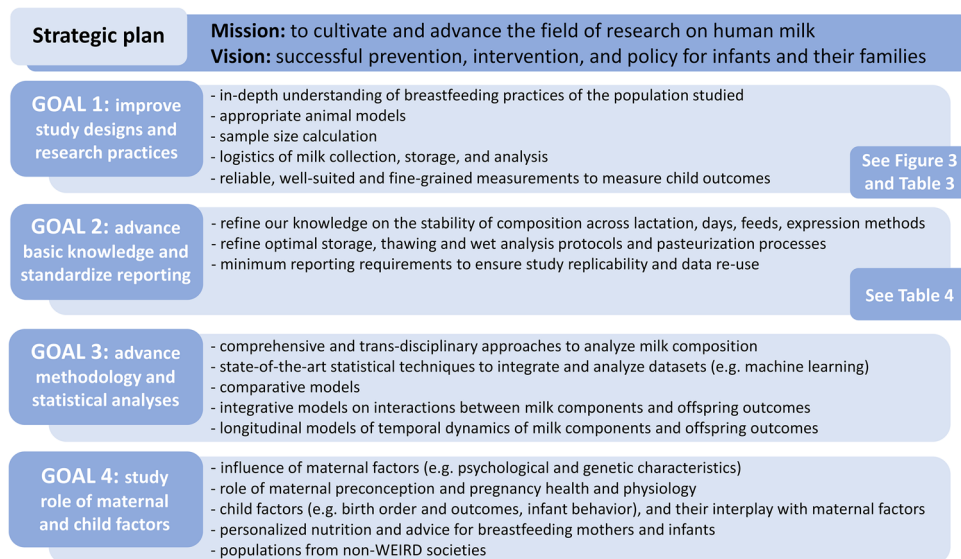 Strategic plan
Mission: to cultivate and advance the field of research on human milk
Vision: successful prevention, intervention, and policy for infants and their families
GOAL 1: improve
study designs and
research practices
- in-depth understanding of breastfeeding practices of the population studied
- appropriate animal models
- sample size calculation
- logistics of milk collection, storage, and analysis
- reliable, well-suited and fine-grained measurements to measure child outcomes
See Figure 3
and Table 3
GOAL 2: advance
basic knowledge and
standardize reporting
- refine our knowledge on the stability of composition across lactation, days, feeds, expression methods
- refine optimal storage, thawing and wet analysis protocols and pasteurization processes
- minimum reporting requirements to ensure study replicability and data re-use
See Table 4
GOAL 3: advance
methodology and
statistical analyses
- comprehensive and trans-disciplinary approaches to analyze milk composition
- state-of-the-art statistical techniques to integrate and analyze datasets (e.g. machine learning)
- comparative models
- integrative models on interactions between milk components and offspring outcomes
- longitudinal models of temporal dynamics of milk components and offspring outcomes
GOAL 4: study
role of maternal
and child factors
- influence of maternal factors (e.g. psychological and genetic characteristics)
- role of maternal preconception and pregnancy health and physiology
- child factors (e.g. birth order and outcomes, infant behavior), and their interplay with maternal factors
- personalized nutrition and advice for breastfeeding mothers and infants
- populations from non-WEIRD societies